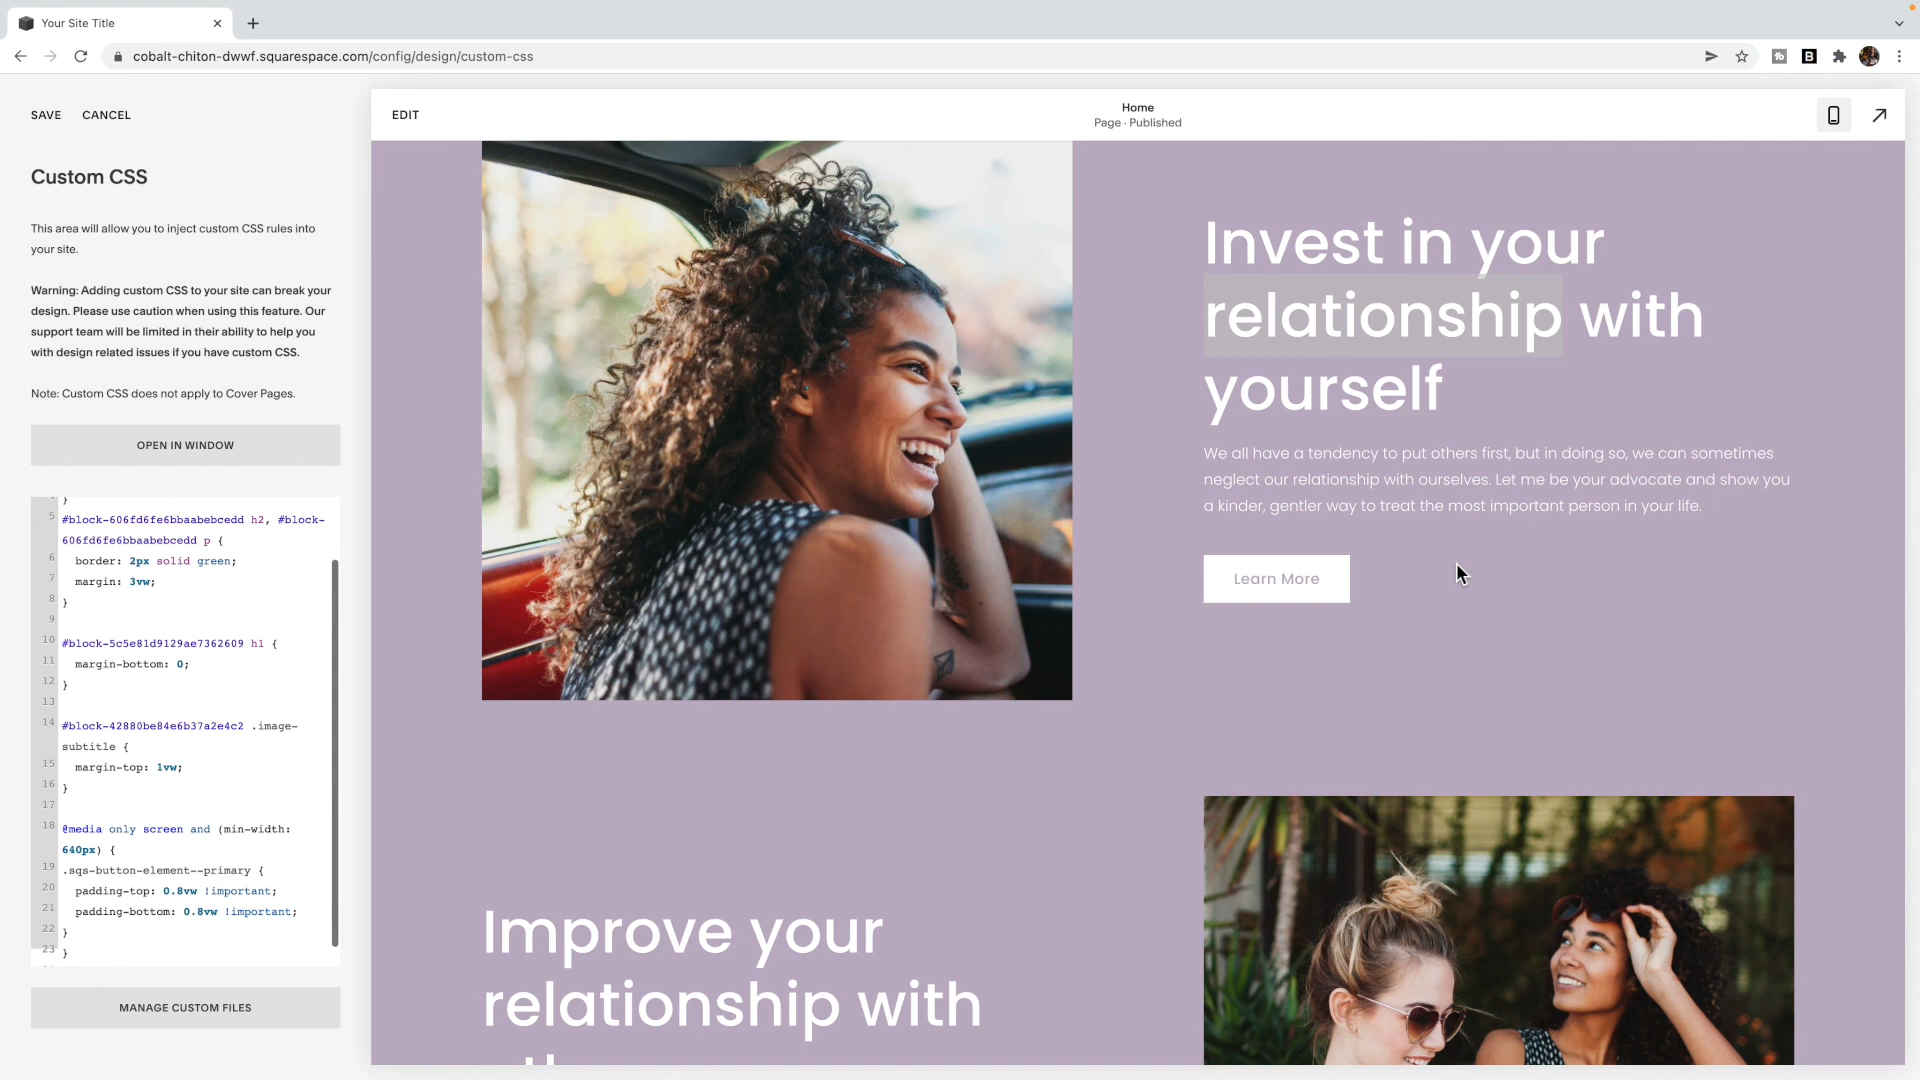 Your Site Title
cobalt-chiton-dwwf.squarespace.com/config/design/custom-css
SAVE CANCEL
EDIT
Home
Page · Published
Custom CSS
This area will allow you to inject custom CSS rules into
your site.
Warning: Adding custom CSS to your site can break your
design. Please use caution when using this feature. Our
support team will be limited in their ability to help you
with design related issues if you have custom CSS.
Note: Custom CSS does not apply to Cover Pages.
OPEN IN WINDOW
}
5 #block-606fd6fe6bbaabebcedd h2, #block-
606fd6fe6bbaabebcedd p {
6 border: 2px solid green;
7 margin: 3vw;
8 }
9
10 #block-5c5e81d9129ae7362609 h1 {
11 margin-bottom: 0;
12 }
13
14 #block-42880be84e6b37a2e4c2 .image-
subtitle {
15 margin-top: 1vw;
16 }
17
18 @media only screen and (min-width:
640px) {
19 .sqs-button-element--primary {
20 padding-top: 0.8vw !important;
21 padding-bottom: 0.8vw !important;
22 }
23 }
MANAGE CUSTOM FILES
Invest in your
relationship with
yourself
We all have a tendency to put others first, but in doing so, we can sometimes
neglect our relationship with ourselves. Let me be your advocate and show you
a kinder, gentler way to treat the most important person in your life.
Learn More
Improve your
relationship with